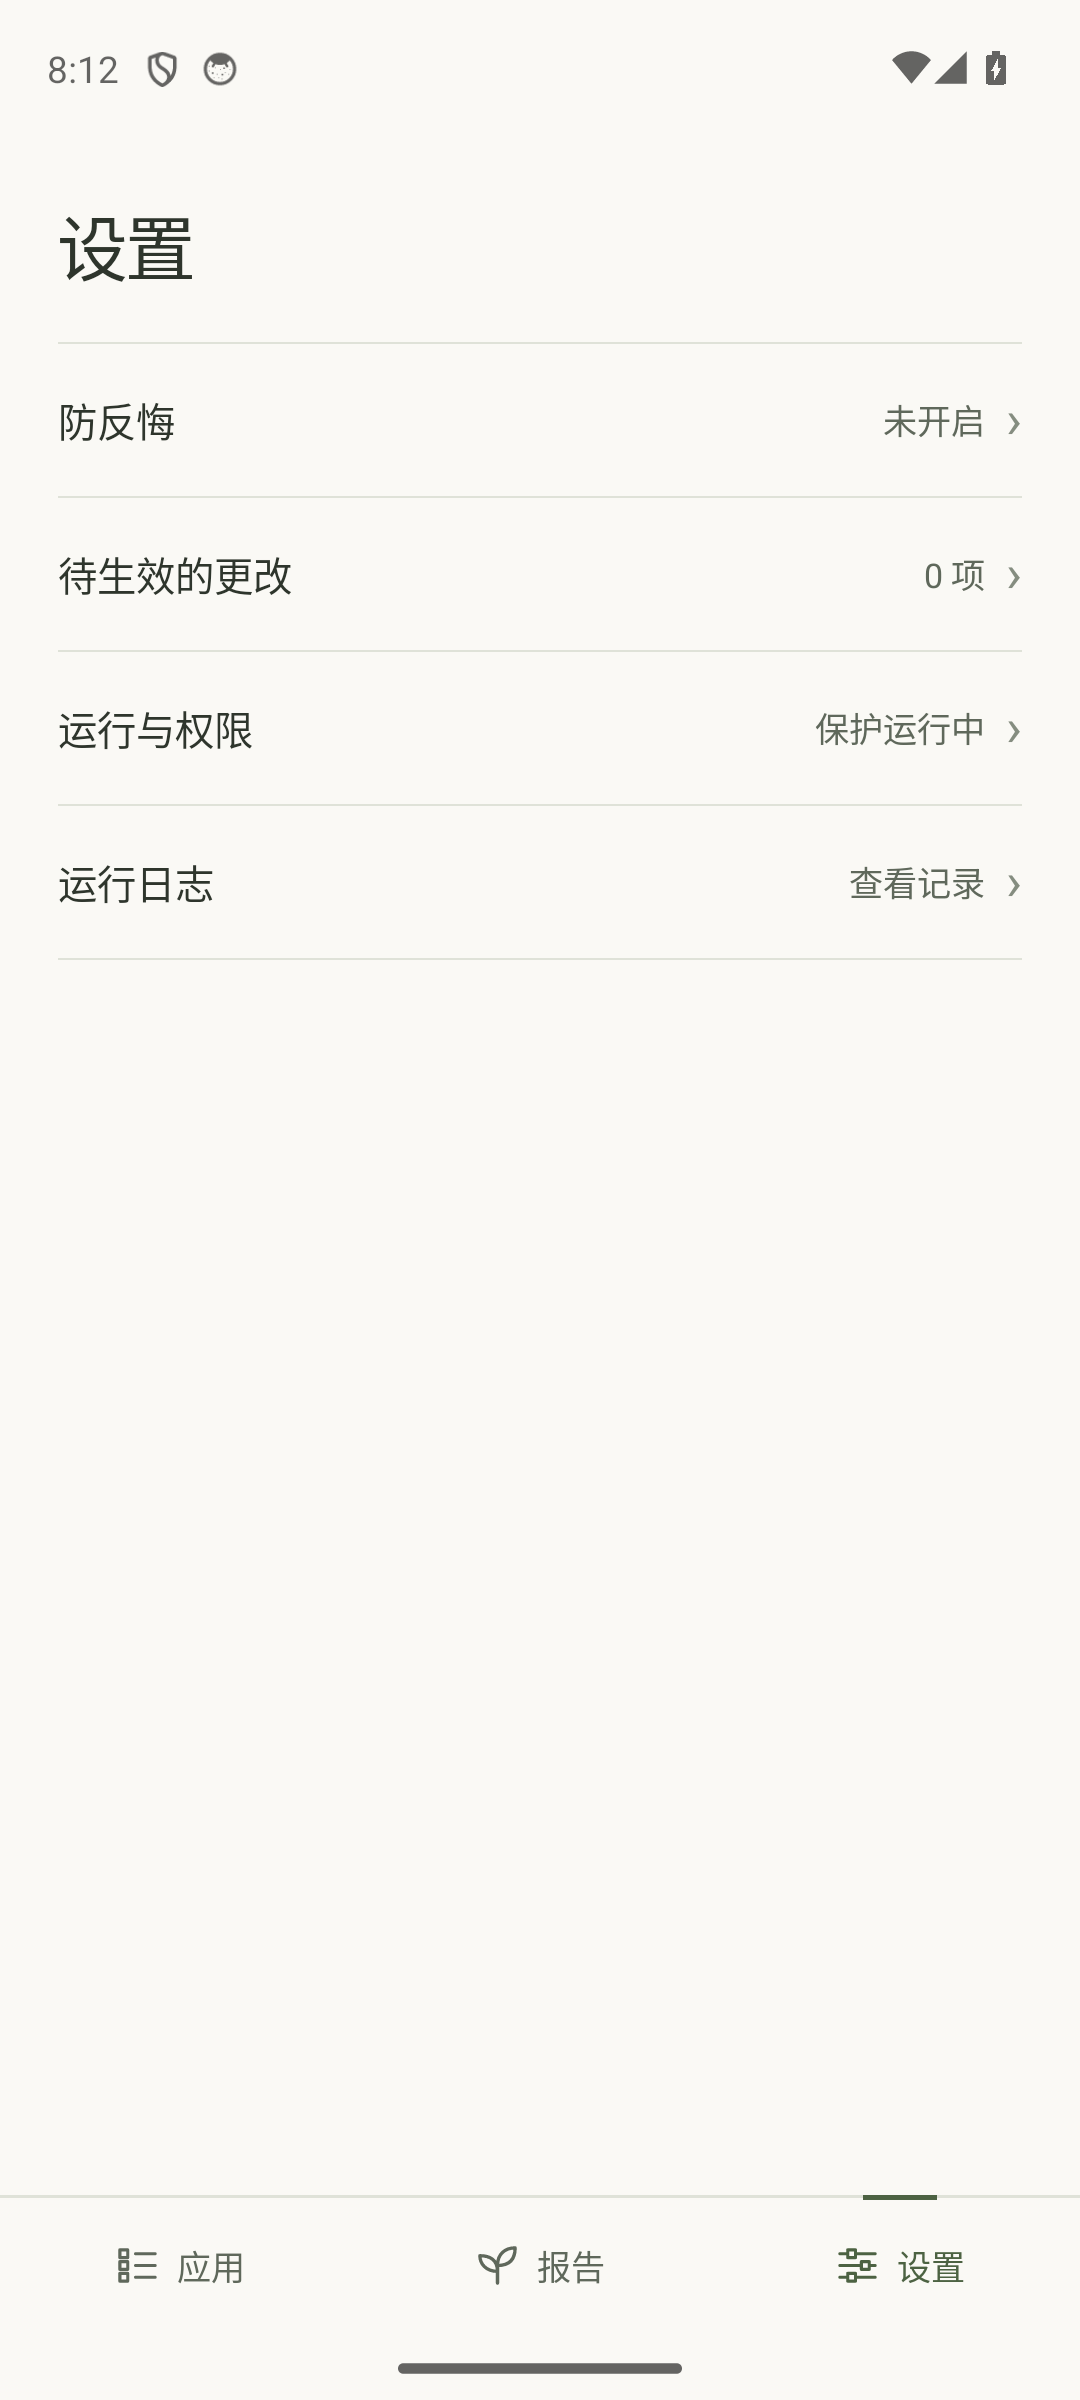 8:12
设置
防反悔 未开启 ›
待生效的更改 0 项 ›
运行与权限 保护运行中 ›
运行日志 查看记录 ›
应用 报告 设置